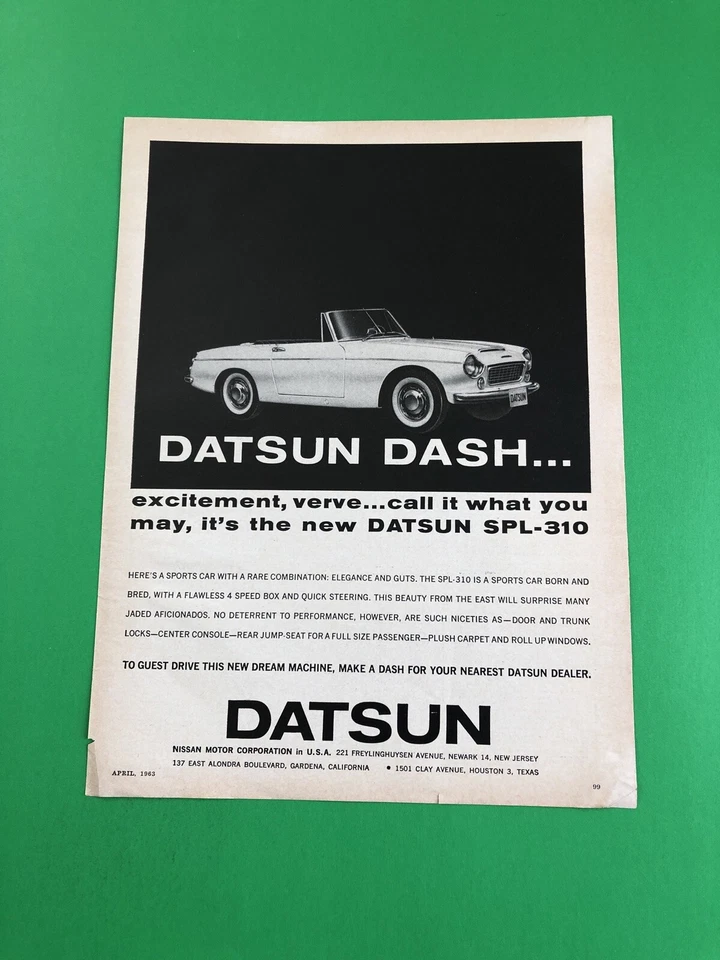 DATSUN
DATSUN DASH...
excitement, verve...call it what you
may, it's the new DATSUN SPL-310
HERE'S A SPORTS CAR WITH A RARE COMBINATION: ELEGANCE AND GUTS. THE SPL-310 IS A SPORTS CAR BORN AND
BRED, WITH A FLAWLESS 4 SPEED BOX AND QUICK STEERING. THIS BEAUTY FROM THE EAST WILL SURPRISE MANY
JADED AFICIONADOS. NO DETERRENT TO PERFORMANCE, HOWEVER, ARE SUCH NICETIES AS—DOOR AND TRUNK
LOCKS—CENTER CONSOLE—REAR JUMP-SEAT FOR A FULL SIZE PASSENGER—PLUSH CARPET AND ROLL UP WINDOWS.
TO GUEST DRIVE THIS NEW DREAM MACHINE, MAKE A DASH FOR YOUR NEAREST DATSUN DEALER.
DATSUN
NISSAN MOTOR CORPORATION in U.S.A. 221 FREYLINGHUYSEN AVENUE, NEWARK 14, NEW JERSEY
137 EAST ALONDRA BOULEVARD, GARDENA, CALIFORNIA • 1501 CLAY AVENUE, HOUSTON 3, TEXAS
APRIL, 1963
99